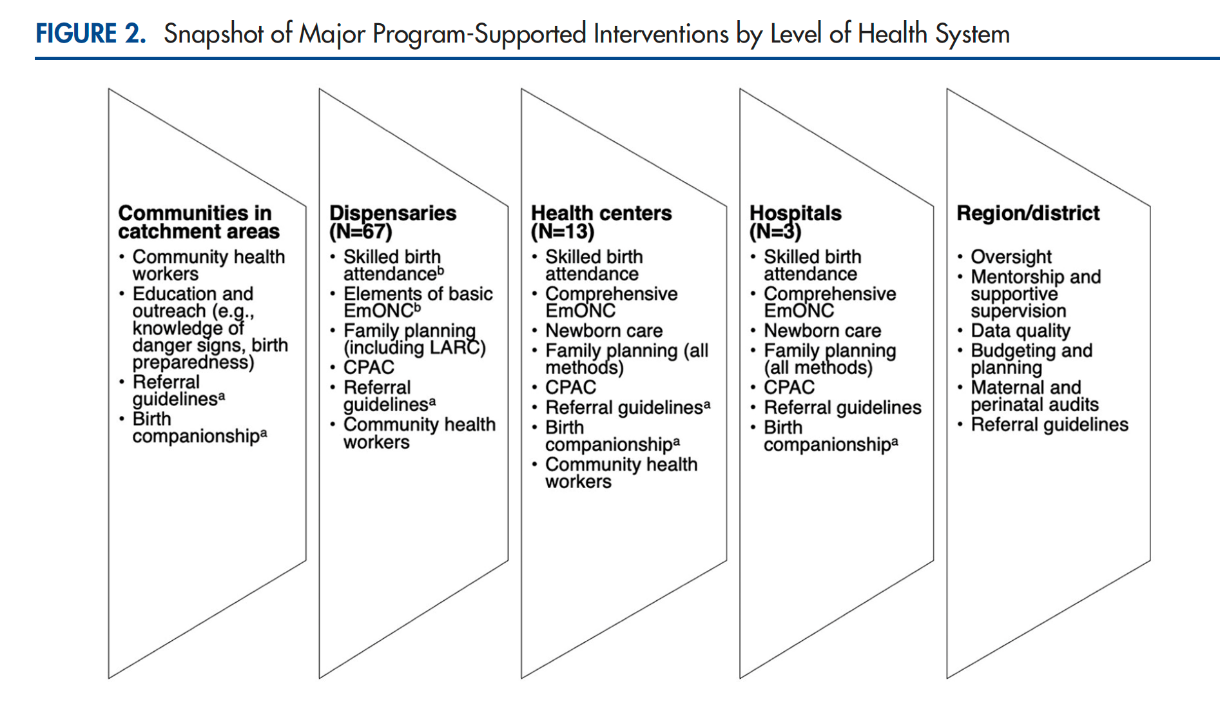 FIGURE 2. Snapshot of Major Program-Supported Interventions by Level of Health System
Communities in
catchment areas
• Community health
workers
• Education and
outreach (e.g.,
knowledge of
danger signs, birth
preparedness)
• Referral
guidelinesᵃ
• Birth
companionshipᵃ
Dispensaries
(N=67)
• Skilled birth
attendanceᵇ
• Elements of basic
EmONCᵇ
• Family planning
(including LARC)
• CPAC
• Referral
guidelinesᵃ
• Community health
workers
Health centers
(N=13)
• Skilled birth
attendance
• Comprehensive
EmONC
• Newborn care
• Family planning (all
methods)
• CPAC
• Referral guidelinesᵃ
• Birth
companionshipᵃ
• Community health
workers
Hospitals
(N=3)
• Skilled birth
attendance
• Comprehensive
EmONC
• Newborn care
• Family planning
(all methods)
• CPAC
• Referral guidelines
• Birth
companionshipᵃ
Region/district
• Oversight
• Mentorship and
supportive
supervision
• Data quality
• Budgeting and
planning
• Maternal and
perinatal audits
• Referral guidelines